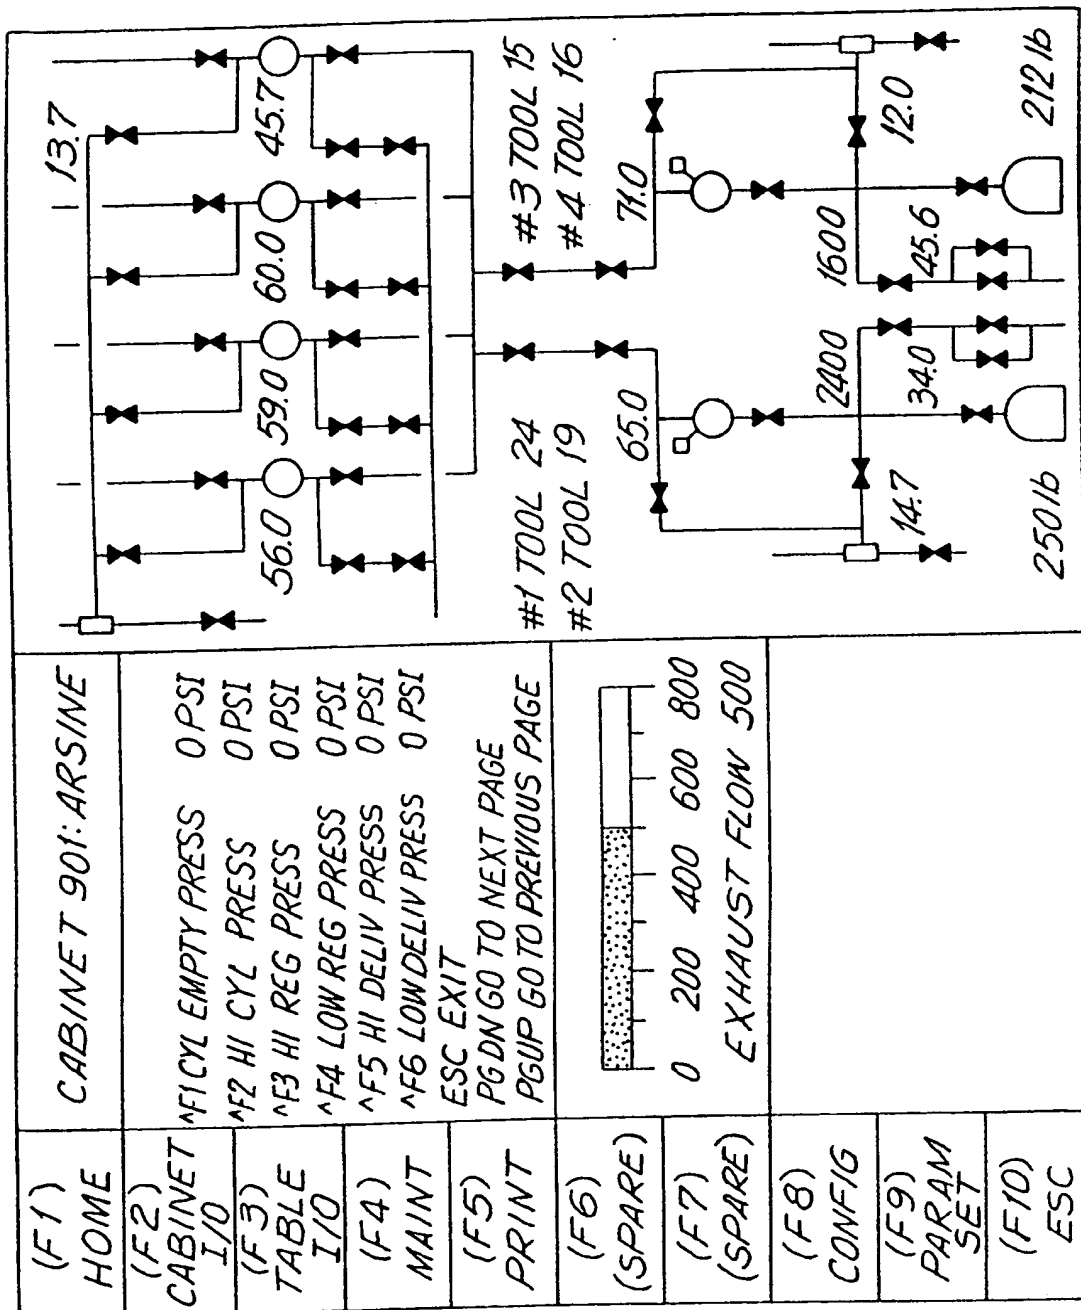 (F1)
HOME
CABINET 901: ARSINE
(F2)
CABINET
I/O
(F3)
TABLE
I/O
(F4)
MAINT
(F5)
PRINT
(F6)
(SPARE)
(F7)
(SPARE)
(F8)
CONFIG
(F9)
PARAM
SET
(F10)
ESC
^F1 CYL EMPTY PRESS 0 PSI
^F2 HI CYL PRESS 0 PSI
^F3 HI REG PRESS 0 PSI
^F4 LOW REG PRESS 0 PSI
^F5 HI DELIV PRESS 0 PSI
^F6 LOW DELIV PRESS 0 PSI
ESC EXIT
PG DN GO TO NEXT PAGE
PGUP GO TO PREVIOUS PAGE
0 200 400 600 800
EXHAUST FLOW 500
13.7
56.0 59.0 60.0 45.7
#1 TOOL 24
#2 TOOL 19
#3 TOOL 15
#4 TOOL 16
65.0 71.0
2400 1600
14.7 34.0 45.6 12.0
250 lb 212 lb